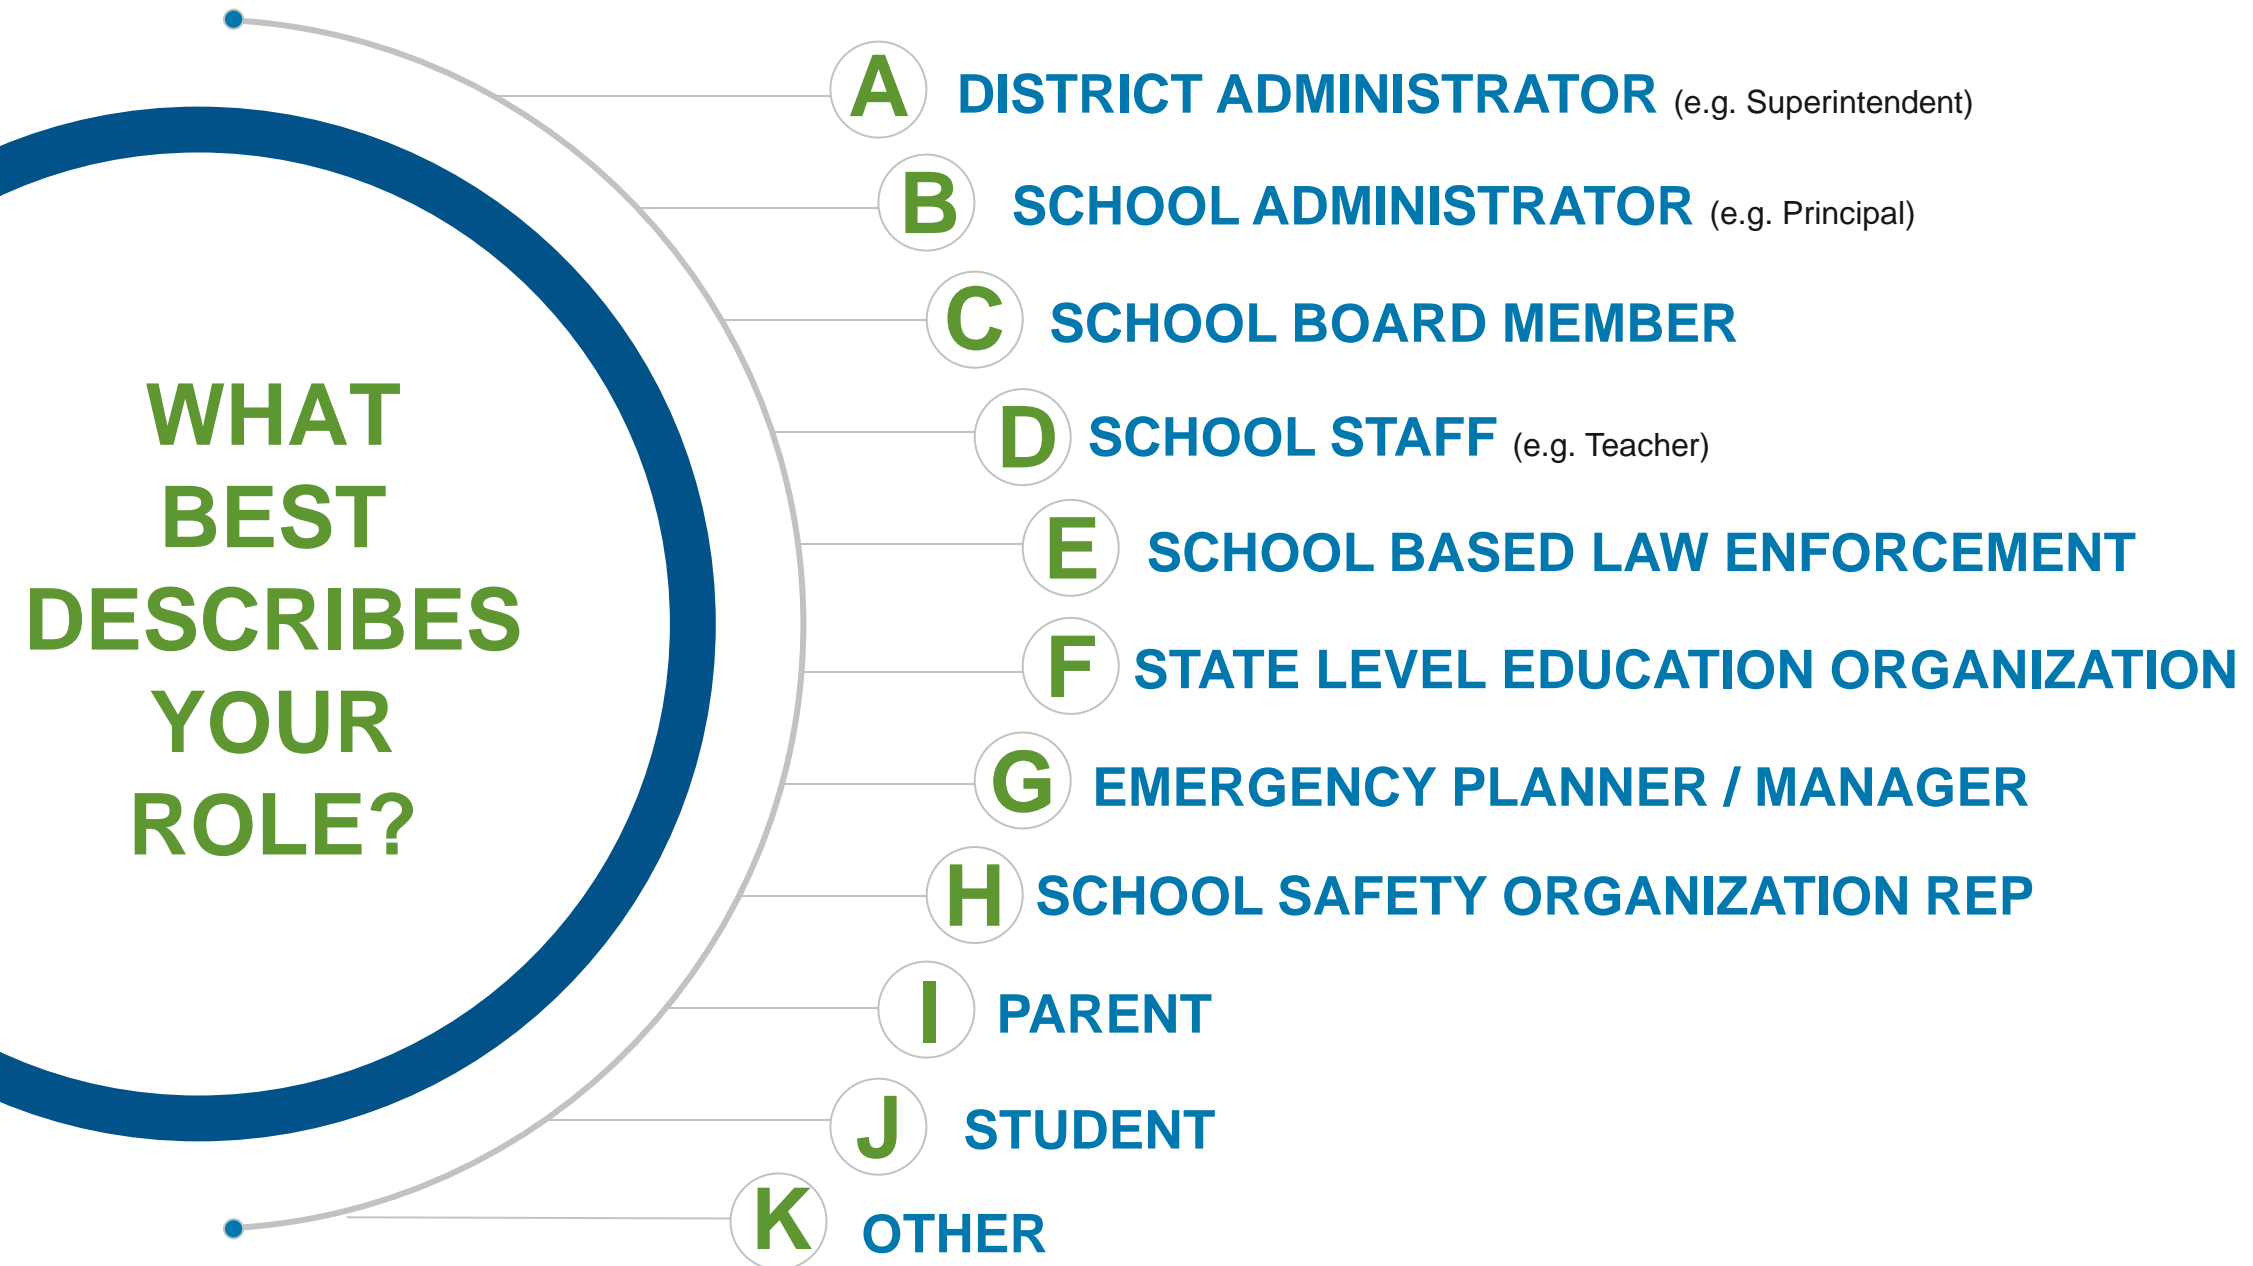 WHAT
BEST
DESCRIBES
YOUR
ROLE?
A DISTRICT ADMINISTRATOR (e.g. Superintendent)
B SCHOOL ADMINISTRATOR (e.g. Principal)
C SCHOOL BOARD MEMBER
D SCHOOL STAFF (e.g. Teacher)
E SCHOOL BASED LAW ENFORCEMENT
F STATE LEVEL EDUCATION ORGANIZATION
G EMERGENCY PLANNER / MANAGER
H SCHOOL SAFETY ORGANIZATION REP
I PARENT
J STUDENT
K OTHER